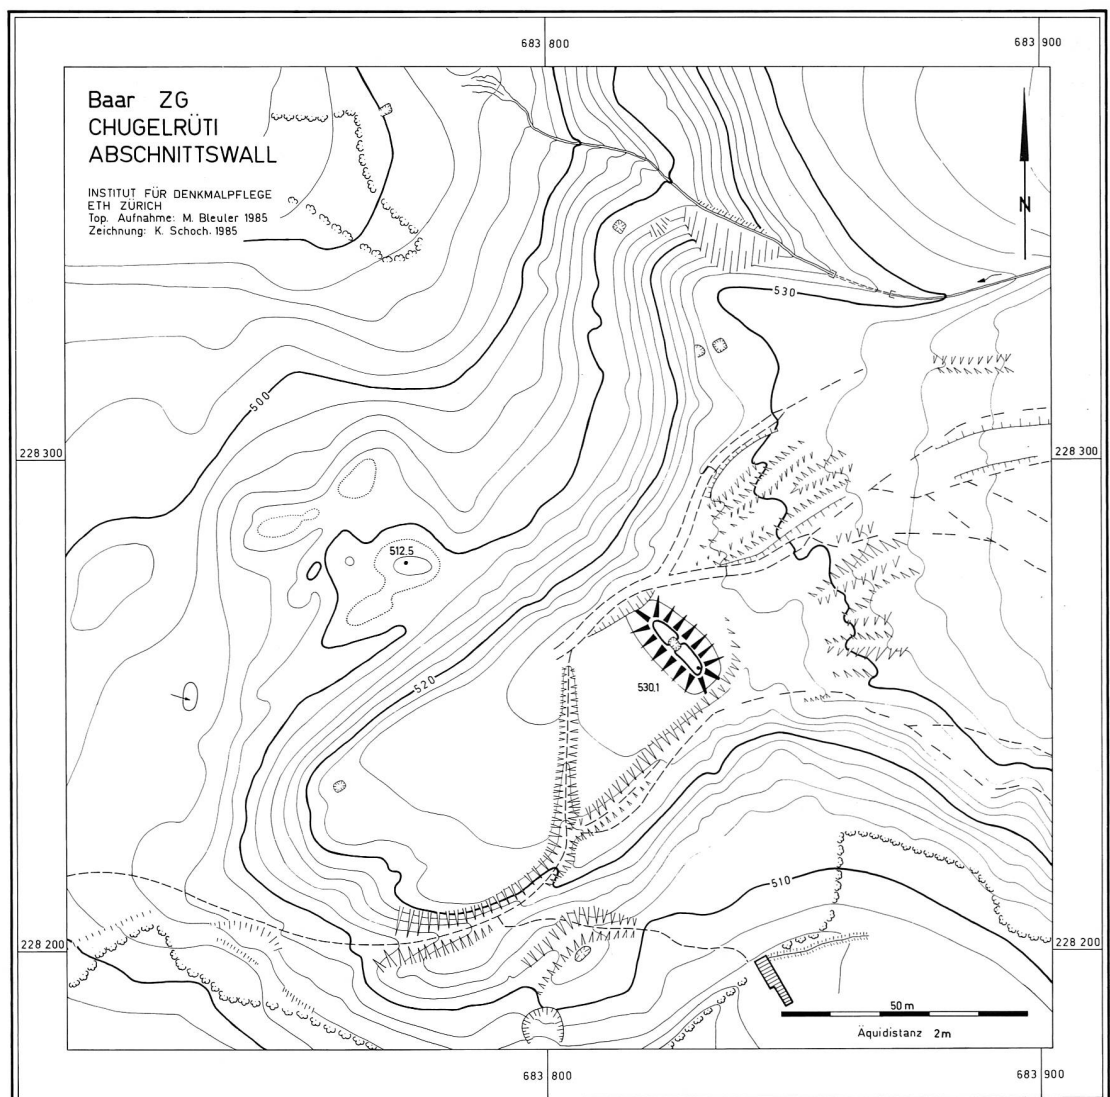 683 800
683 900
Baar ZG
CHUGELRÜTI
ABSCHNITTSWALL
INSTITUT FÜR DENKMALPFLEGE
ETH ZÜRICH
Top. Aufnahme: M. Bleuler 1985
Zeichnung: K. Schoch. 1985
N
530
500
228 300
228 300
512.5
520
530.1
510
228 200
228 200
50 m
Äquidistanz 2m
683 800
683 900